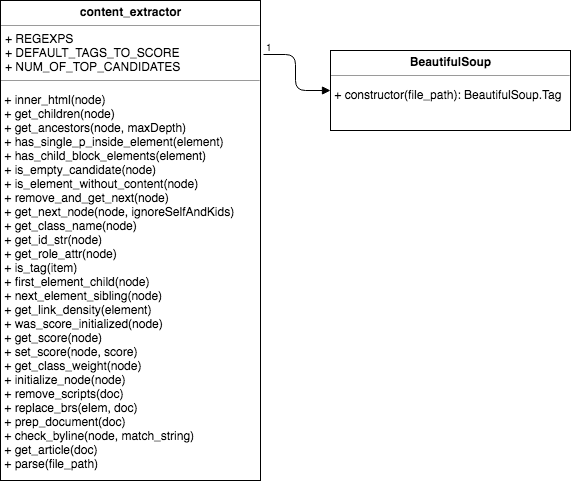 content_extractor
+ REGEXPS
+ DEFAULT_TAGS_TO_SCORE
+ NUM_OF_TOP_CANDIDATES
+ inner_html(node)
+ get_children(node)
+ get_ancestors(node, maxDepth)
+ has_single_p_inside_element(element)
+ has_child_block_elements(element)
+ is_empty_candidate(node)
+ is_element_without_content(node)
+ remove_and_get_next(node)
+ get_next_node(node, ignoreSelfAndKids)
+ get_class_name(node)
+ get_id_str(node)
+ get_role_attr(node)
+ is_tag(item)
+ first_element_child(node)
+ next_element_sibling(node)
+ get_link_density(element)
+ was_score_initialized(node)
+ get_score(node)
+ set_score(node, score)
+ get_class_weight(node)
+ initialize_node(node)
+ remove_scripts(doc)
+ replace_brs(elem, doc)
+ prep_document(doc)
+ check_byline(node, match_string)
+ get_article(doc)
+ parse(file_path)
1
BeautifulSoup
+ constructor(file_path): BeautifulSoup.Tag